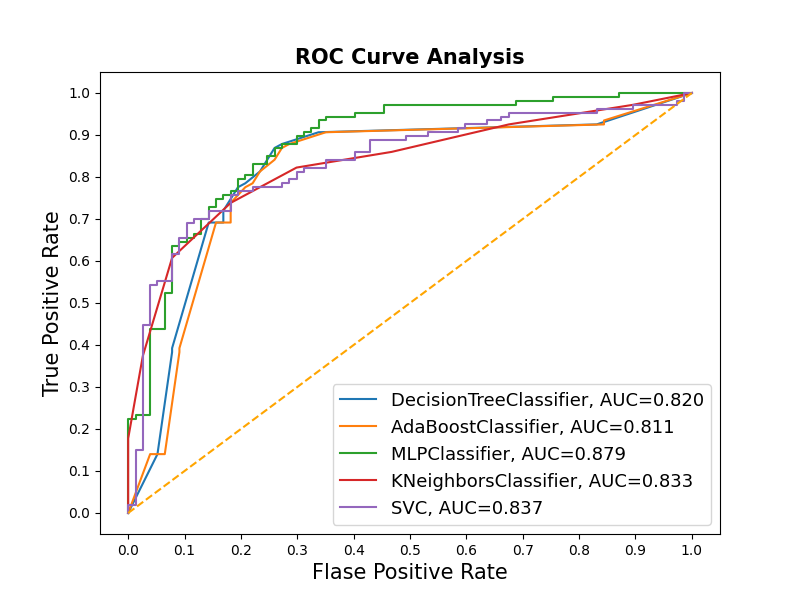 ROC Curve Analysis
True Positive Rate
1.0
0.9
0.8
0.7
0.6
0.5
0.4
0.3
0.2
0.1
0.0
DecisionTreeClassifier, AUC=0.820
AdaBoostClassifier, AUC=0.811
MLPClassifier, AUC=0.879
KNeighborsClassifier, AUC=0.833
SVC, AUC=0.837
0.0 0.1 0.2 0.3 0.4 0.5 0.6 0.7 0.8 0.9 1.0
Flase Positive Rate